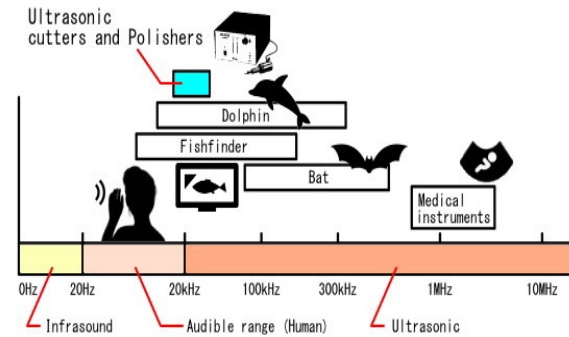 Ultrasonic
cutters and Polishers
Dolphin
Fishfinder
Bat
Medical
instruments
0Hz 20Hz 20kHz 100kHz 300kHz 1MHz 10MHz
Infrasound Audible range (Human) Ultrasonic